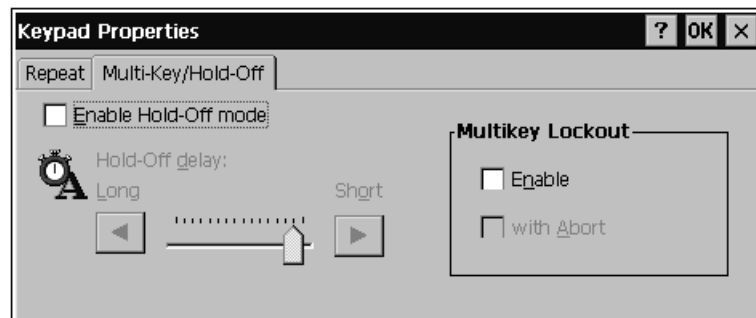 Keypad Properties ? OK ×
Repeat Multi-Key/Hold-Off
Enable Hold-Off mode
Hold-Off delay:
Long Short
A
Multikey Lockout
Enable
with Abort